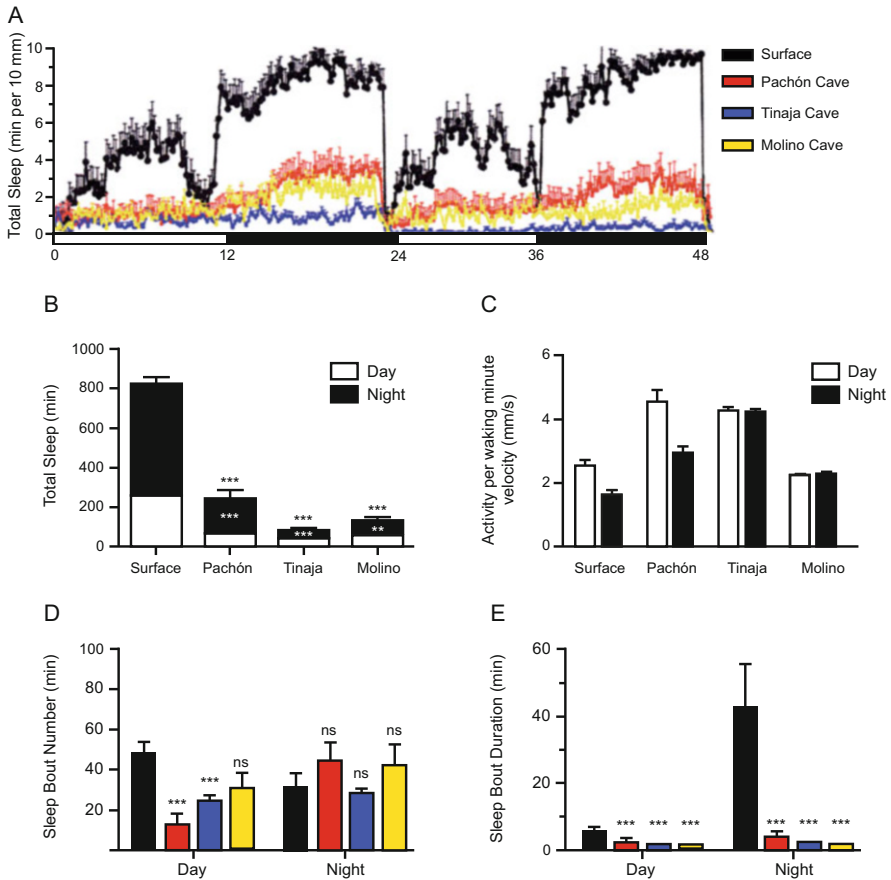 A
Total Sleep (min per 10 mm)
10
8
6
4
2
0
0
12
24
36
48
Surface
Pachón Cave
Tinaja Cave
Molino Cave
B
Total Sleep (min)
1000
800
600
400
200
0
Day
Night
***
***
***
***
***
**
Surface
Pachón
Tinaja
Molino
C
Activity per waking minute
velocity (mm/s)
6
4
2
0
Day
Night
Surface
Pachón
Tinaja
Molino
D
Sleep Bout Number (min)
100
80
60
40
20
***
***
ns
ns
ns
ns
Day
Night
E
Sleep Bout Duration (min)
60
40
20
0
***
***
***
***
***
***
Day
Night